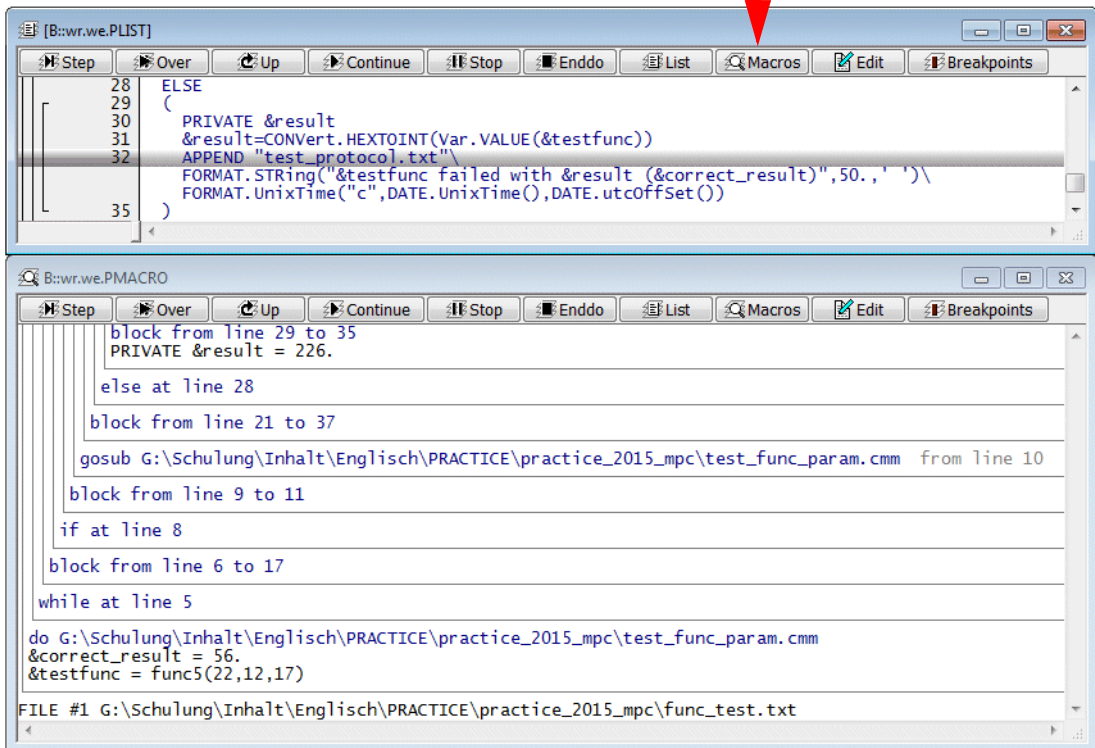 [B::wr.we.PLIST]
Step Over Up Continue Stop Enddo List Macros Edit Breakpoints
28 ELSE
29 (
30 PRIVATE &result
31 &result=CONVert.HEXTOINT(Var.VALUE(&testfunc))
32 APPEND "test_protocol.txt"\
FORMAT.STRing("&testfunc failed with &result (&correct_result)",50.,' ')\
FORMAT.UnixTime("c",DATE.UnixTime(),DATE.utcOffSet())
35 )
B::wr.we.PMACRO
Step Over Up Continue Stop Enddo List Macros Edit Breakpoints
block from line 29 to 35
PRIVATE &result = 226.
else at line 28
block from line 21 to 37
gosub G:\Schulung\Inhalt\Englisch\PRACTICE\practice_2015_mpc\test_func_param.cmm from line 10
block from line 9 to 11
if at line 8
block from line 6 to 17
while at line 5
do G:\Schulung\Inhalt\Englisch\PRACTICE\practice_2015_mpc\test_func_param.cmm
&correct_result = 56.
&testfunc = func5(22,12,17)
FILE #1 G:\Schulung\Inhalt\Englisch\PRACTICE\practice_2015_mpc\func_test.txt